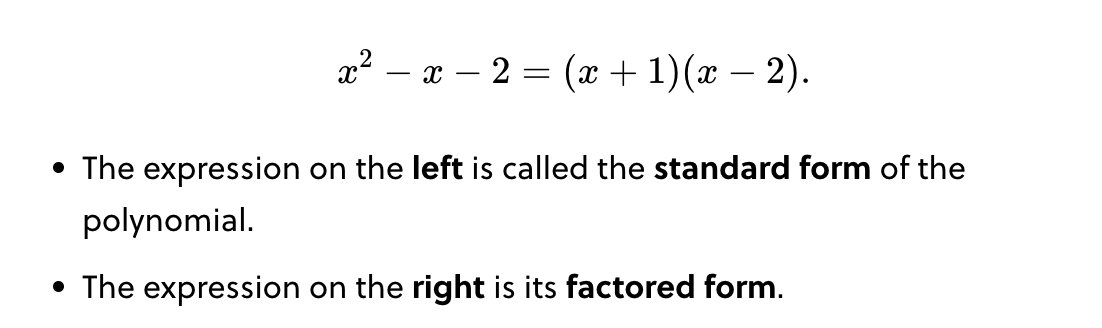 x² − x − 2 = (x + 1)(x − 2).
• The expression on the left is called the standard form of the
polynomial.
• The expression on the right is its factored form.